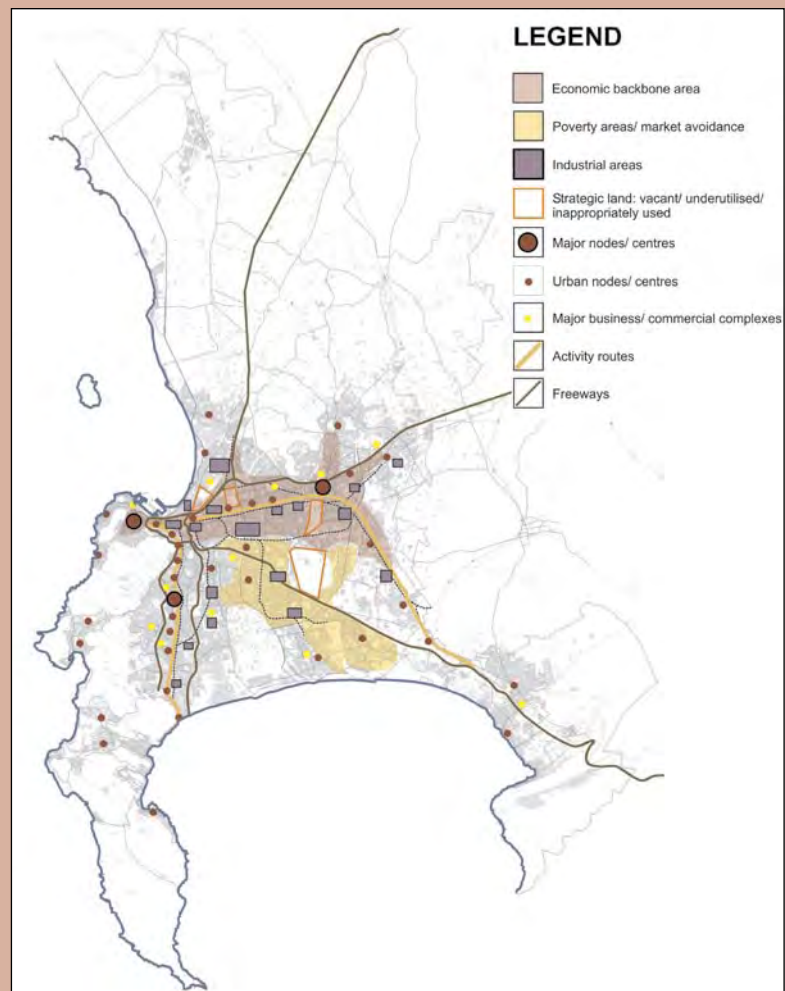 LEGEND
Economic backbone area
Poverty areas/ market avoidance
Industrial areas
Strategic land: vacant/ underutilised/
inappropriately used
Major nodes/ centres
Urban nodes/ centres
Major business/ commercial complexes
Activity routes
Freeways